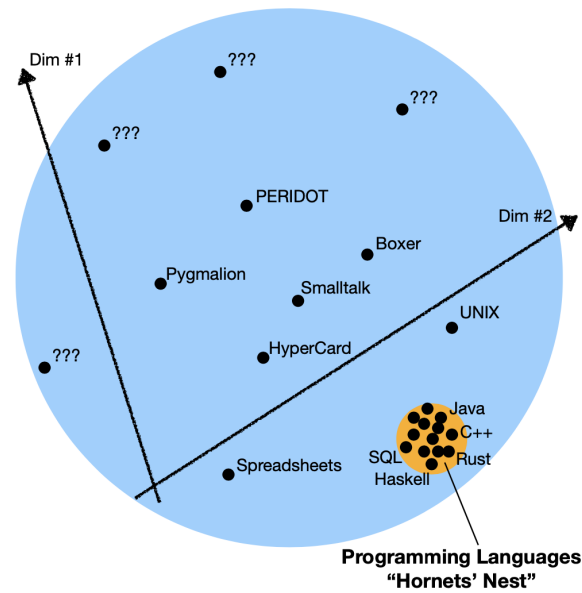 Dim #1
???
???
???
PERIDOT
Dim #2
Boxer
Pygmalion
Smalltalk
UNIX
HyperCard
???
Java
C++
SQL
Rust
Spreadsheets
Haskell
Programming Languages
“Hornets’ Nest”